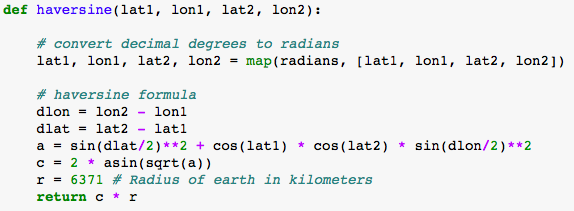 def haversine(lat1, lon1, lat2, lon2):
# convert decimal degrees to radians
lat1, lon1, lat2, lon2 = map(radians, [lat1, lon1, lat2, lon2])
# haversine formula
dlon = lon2 - lon1
dlat = lat2 - lat1
a = sin(dlat/2)**2 + cos(lat1) * cos(lat2) * sin(dlon/2)**2
c = 2 * asin(sqrt(a))
r = 6371 # Radius of earth in kilometers
return c * r